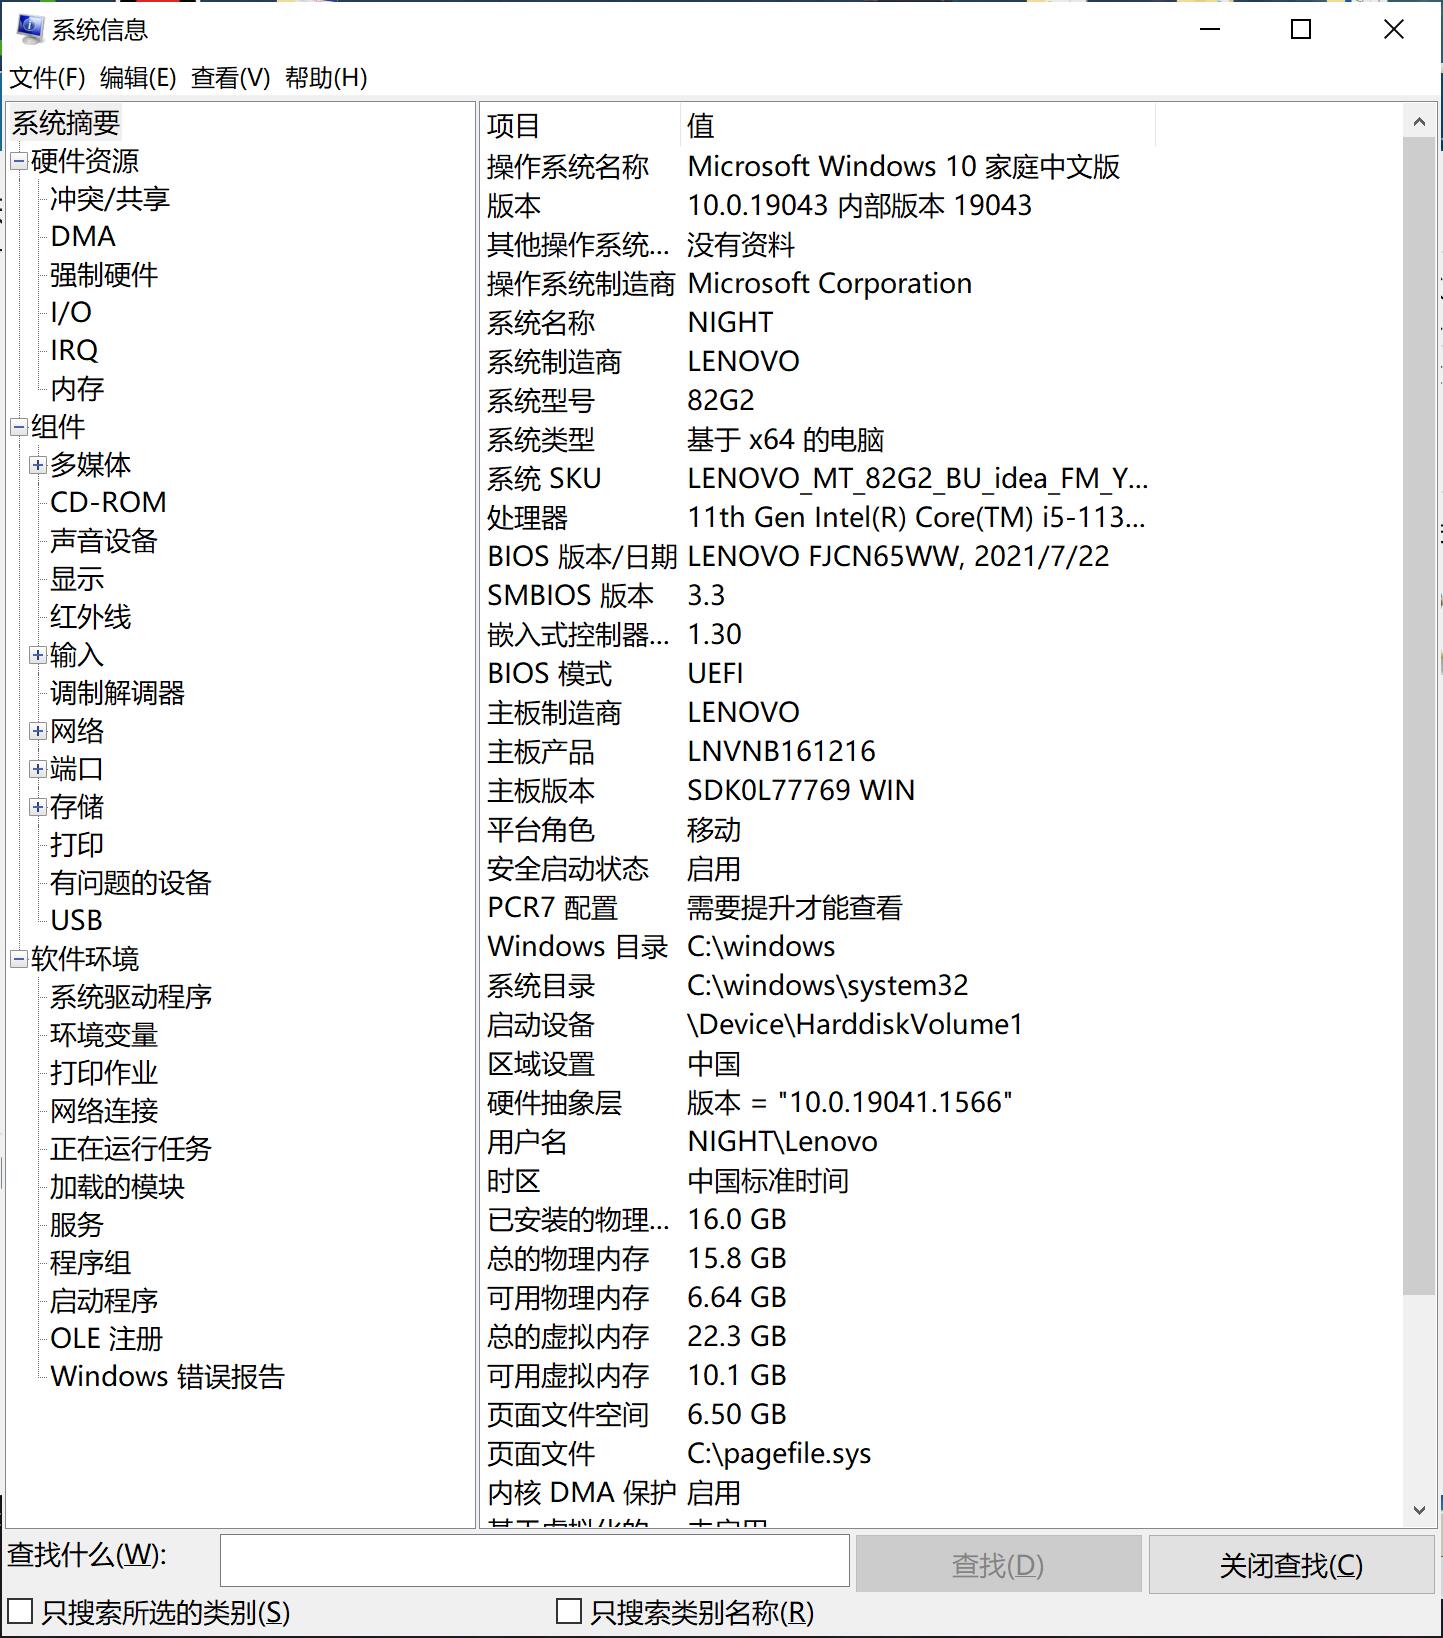 系统信息
文件(F) 编辑(E) 查看(V) 帮助(H)
系统摘要
硬件资源
冲突/共享
DMA
强制硬件
I/O
IRQ
内存
组件
多媒体
CD-ROM
声音设备
显示
红外线
输入
调制解调器
网络
端口
存储
打印
有问题的设备
USB
软件环境
系统驱动程序
环境变量
打印作业
网络连接
正在运行任务
加载的模块
服务
程序组
启动程序
OLE 注册
Windows 错误报告
项目 值
操作系统名称 Microsoft Windows 10 家庭中文版
版本 10.0.19043 内部版本 19043
其他操作系统... 没有资料
操作系统制造商 Microsoft Corporation
系统名称 NIGHT
系统制造商 LENOVO
系统型号 82G2
系统类型 基于 x64 的电脑
系统 SKU LENOVO_MT_82G2_BU_idea_FM_Y...
处理器 11th Gen Intel(R) Core(TM) i5-113...
BIOS 版本/日期 LENOVO FJCN65WW, 2021/7/22
SMBIOS 版本 3.3
嵌入式控制器... 1.30
BIOS 模式 UEFI
主板制造商 LENOVO
主板产品 LNVNB161216
主板版本 SDK0L77769 WIN
平台角色 移动
安全启动状态 启用
PCR7 配置 需要提升才能查看
Windows 目录 C:\windows
系统目录 C:\windows\system32
启动设备 \Device\HarddiskVolume1
区域设置 中国
硬件抽象层 版本 = "10.0.19041.1566"
用户名 NIGHT\Lenovo
时区 中国标准时间
已安装的物理... 16.0 GB
总的物理内存 15.8 GB
可用物理内存 6.64 GB
总的虚拟内存 22.3 GB
可用虚拟内存 10.1 GB
页面文件空间 6.50 GB
页面文件 C:\pagefile.sys
内核 DMA 保护 启用
查找什么(W):
查找(D)
关闭查找(C)
只搜索所选的类别(S)
只搜索类别名称(R)